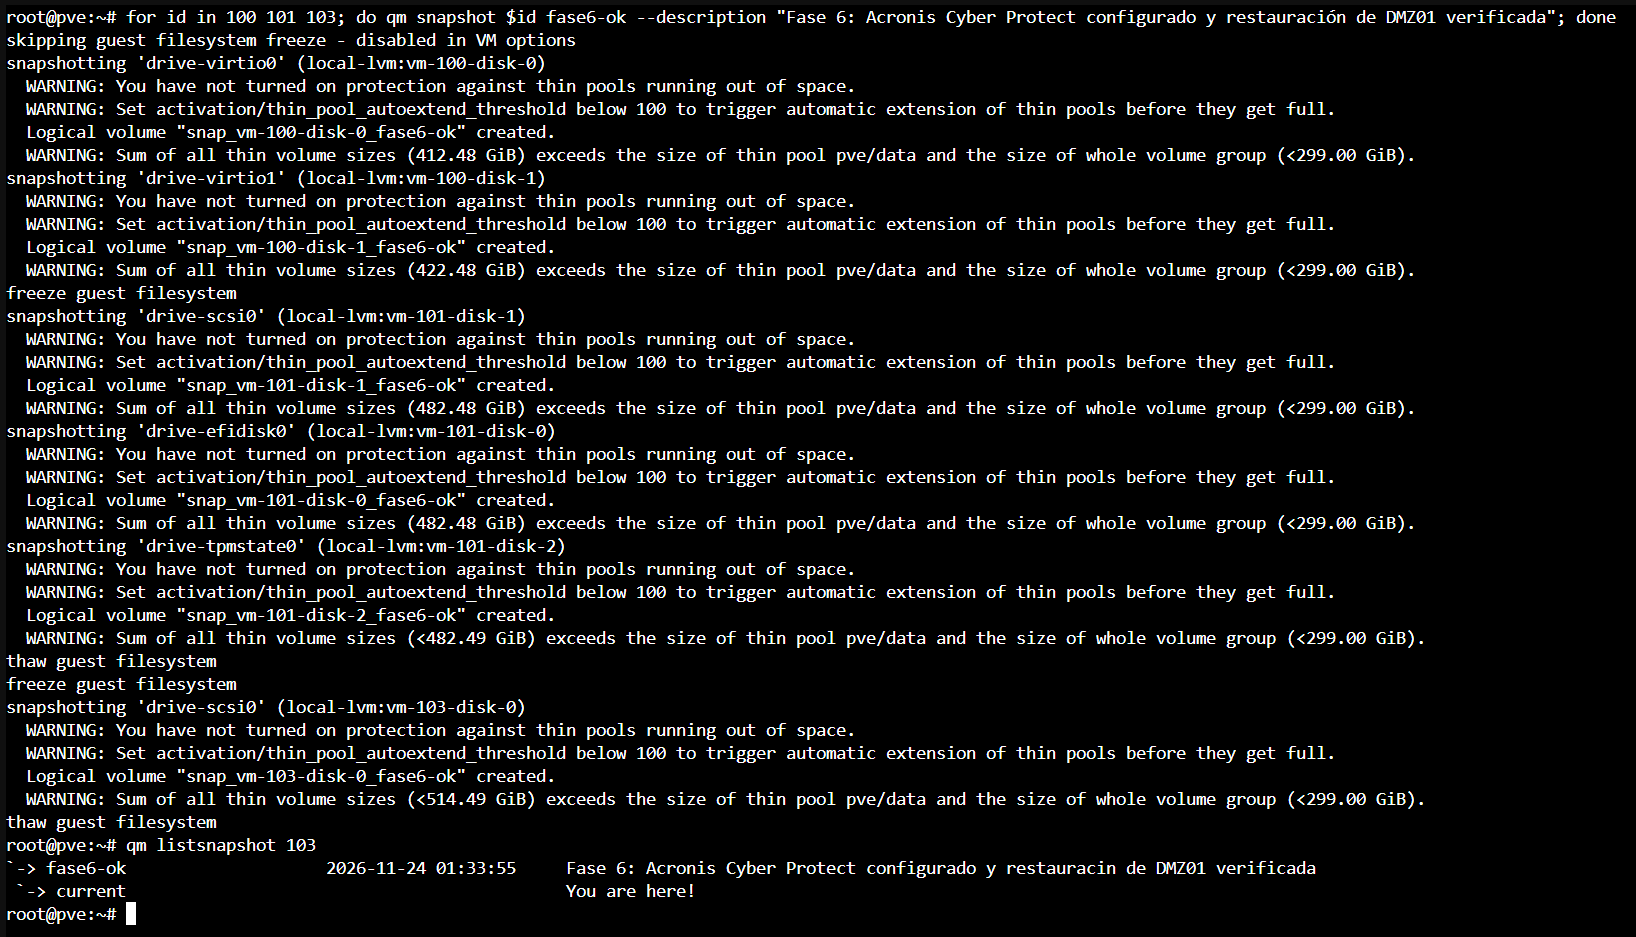 root@pve:~# for id in 100 101 103; do qm snapshot $id fase6-ok --description "Fase 6: Acronis Cyber Protect configurado y restauración de DMZ01 verificada"; done
skipping guest filesystem freeze - disabled in VM options
snapshotting 'drive-virtio0' (local-lvm:vm-100-disk-0)
  WARNING: You have not turned on protection against thin pools running out of space.
  WARNING: Set activation/thin_pool_autoextend_threshold below 100 to trigger automatic extension of thin pools before they get full.
  Logical volume "snap_vm-100-disk-0_fase6-ok" created.
  WARNING: Sum of all thin volume sizes (412.48 GiB) exceeds the size of thin pool pve/data and the size of whole volume group (<299.00 GiB).
snapshotting 'drive-virtio1' (local-lvm:vm-100-disk-1)
  WARNING: You have not turned on protection against thin pools running out of space.
  WARNING: Set activation/thin_pool_autoextend_threshold below 100 to trigger automatic extension of thin pools before they get full.
  Logical volume "snap_vm-100-disk-1_fase6-ok" created.
  WARNING: Sum of all thin volume sizes (422.48 GiB) exceeds the size of thin pool pve/data and the size of whole volume group (<299.00 GiB).
freeze guest filesystem
snapshotting 'drive-scsi0' (local-lvm:vm-101-disk-1)
  WARNING: You have not turned on protection against thin pools running out of space.
  WARNING: Set activation/thin_pool_autoextend_threshold below 100 to trigger automatic extension of thin pools before they get full.
  Logical volume "snap_vm-101-disk-1_fase6-ok" created.
  WARNING: Sum of all thin volume sizes (482.48 GiB) exceeds the size of thin pool pve/data and the size of whole volume group (<299.00 GiB).
snapshotting 'drive-efidisk0' (local-lvm:vm-101-disk-0)
  WARNING: You have not turned on protection against thin pools running out of space.
  WARNING: Set activation/thin_pool_autoextend_threshold below 100 to trigger automatic extension of thin pools before they get full.
  Logical volume "snap_vm-101-disk-0_fase6-ok" created.
  WARNING: Sum of all thin volume sizes (482.48 GiB) exceeds the size of thin pool pve/data and the size of whole volume group (<299.00 GiB).
snapshotting 'drive-tpmstate0' (local-lvm:vm-101-disk-2)
  WARNING: You have not turned on protection against thin pools running out of space.
  WARNING: Set activation/thin_pool_autoextend_threshold below 100 to trigger automatic extension of thin pools before they get full.
  Logical volume "snap_vm-101-disk-2_fase6-ok" created.
  WARNING: Sum of all thin volume sizes (<482.49 GiB) exceeds the size of thin pool pve/data and the size of whole volume group (<299.00 GiB).
thaw guest filesystem
freeze guest filesystem
snapshotting 'drive-scsi0' (local-lvm:vm-103-disk-0)
  WARNING: You have not turned on protection against thin pools running out of space.
  WARNING: Set activation/thin_pool_autoextend_threshold below 100 to trigger automatic extension of thin pools before they get full.
  Logical volume "snap_vm-103-disk-0_fase6-ok" created.
  WARNING: Sum of all thin volume sizes (<514.49 GiB) exceeds the size of thin pool pve/data and the size of whole volume group (<299.00 GiB).
thaw guest filesystem
root@pve:~# qm listsnapshot 103
`-> fase6-ok                    2026-11-24 01:33:55     Fase 6: Acronis Cyber Protect configurado y restauracin de DMZ01 verificada
 `-> current                                            You are here!
root@pve:~#